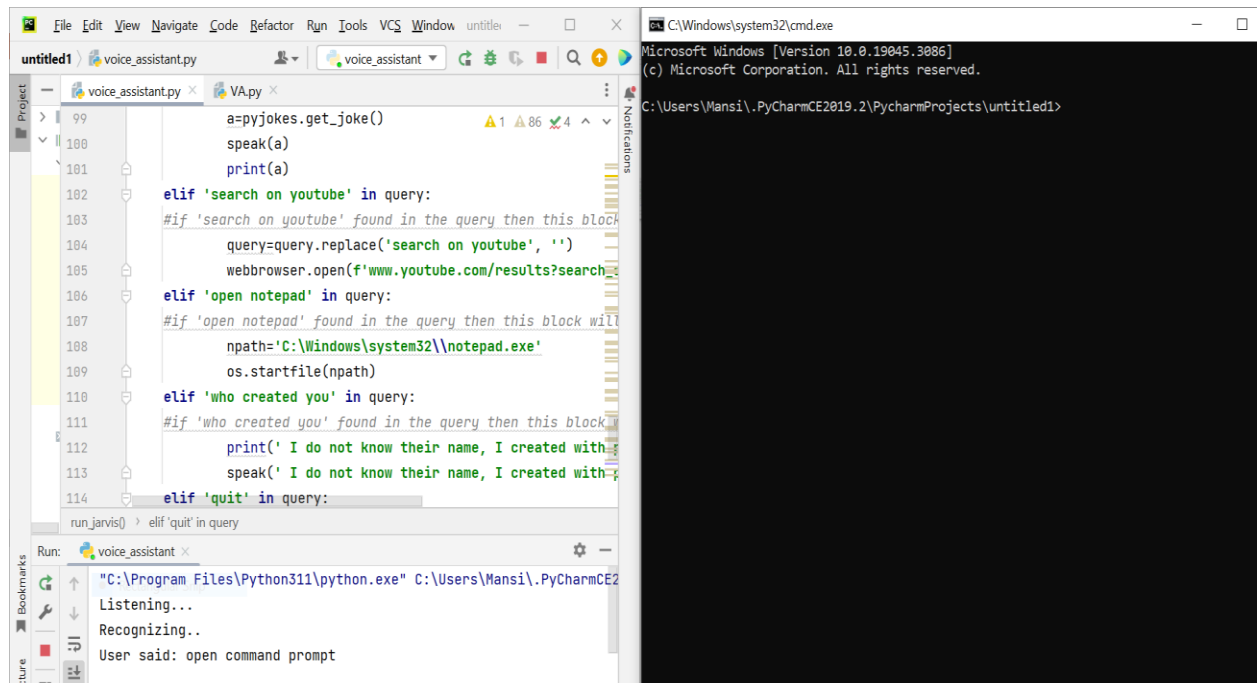 PC File Edit View Navigate Code Refactor Run Tools VCS Window
untitled1 voice_assistant.py voice_assistant
Project
voice_assistant.py VA.py
1 86 4
99 a=pyjokes.get_joke()
100 speak(a)
101 print(a)
102 elif 'search on youtube' in query:
103 #if 'search on youtube' found in the query then this block
104 query=query.replace('search on youtube', '')
105 webbrowser.open(f'www.youtube.com/results?search_
106 elif 'open notepad' in query:
107 #if 'open notepad' found in the query then this block will
108 npath='C:\Windows\system32\\notepad.exe'
109 os.startfile(npath)
110 elif 'who created you' in query:
111 #if 'who created you' found in the query then this block
112 print(' I do not know their name, I created with
113 speak(' I do not know their name, I created with
114 elif 'quit' in query:
Notifications
run_jarvis() elif 'quit' in query
Run: voice_assistant
Bookmarks
"C:\Program Files\Python311\python.exe" C:\Users\Mansi\.PyCharmCE2
Listening...
Recognizing..
User said: open command prompt
C:\Windows\system32\cmd.exe
Microsoft Windows [Version 10.0.19045.3086]
(c) Microsoft Corporation. All rights reserved.
C:\Users\Mansi\.PyCharmCE2019.2\PycharmProjects\untitled1>